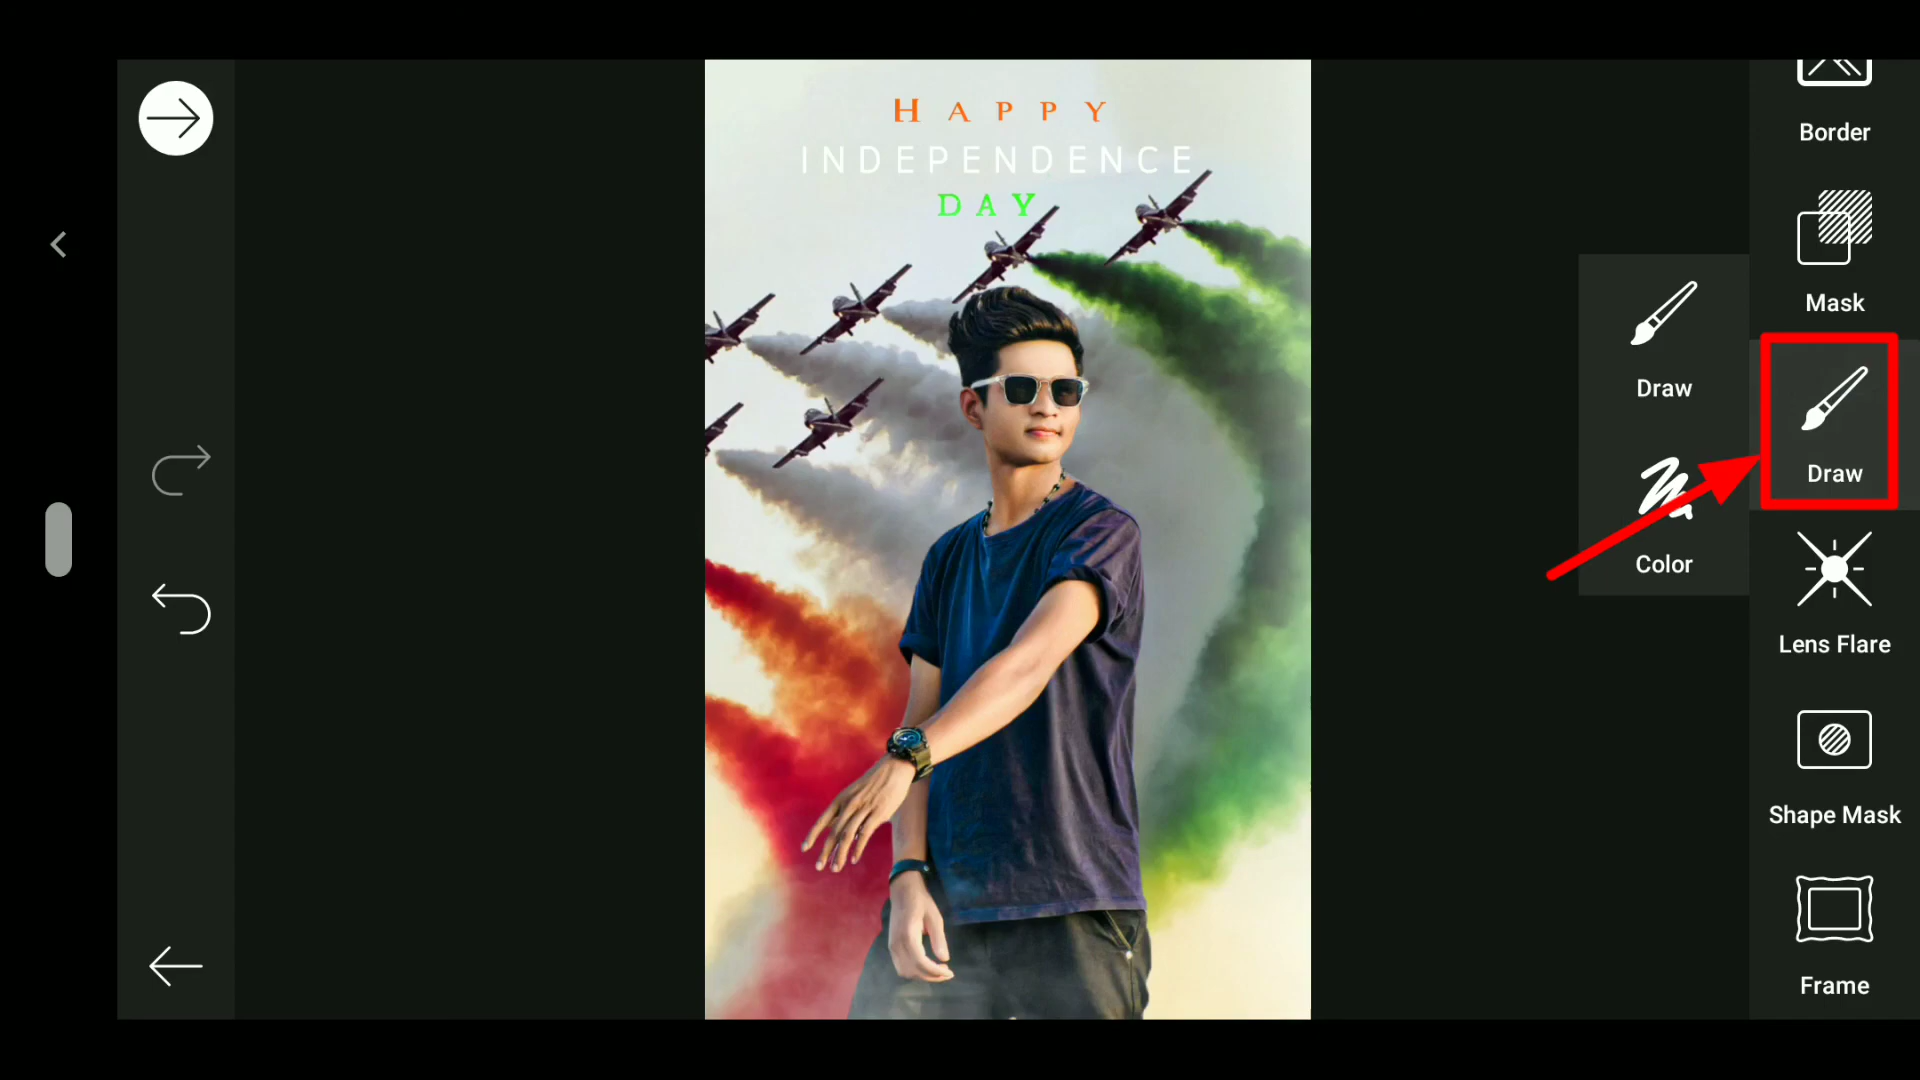 HAPPY
INDEPENDENCE
DAY
Border
Mask
Draw
Draw
Color
Lens Flare
Shape Mask
Frame